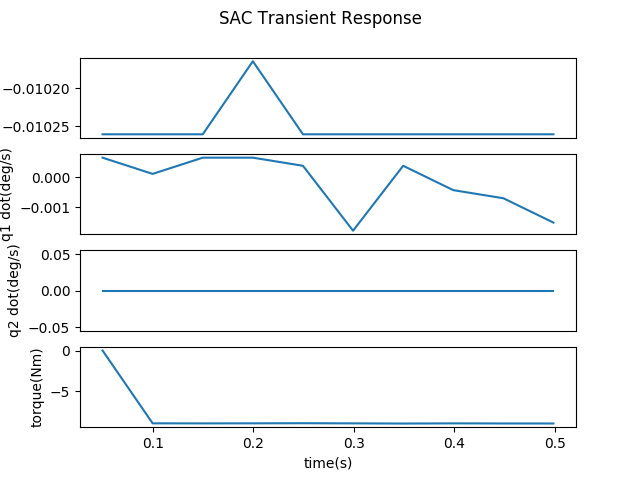 SAC Transient Response
−0.01020
−0.01025
q1 dot(deg/s)
0.000
−0.001
q2 dot(deg/s)
0.05
0.00
−0.05
torque(Nm)
0
−5
0.1 0.2 0.3 0.4 0.5
time(s)